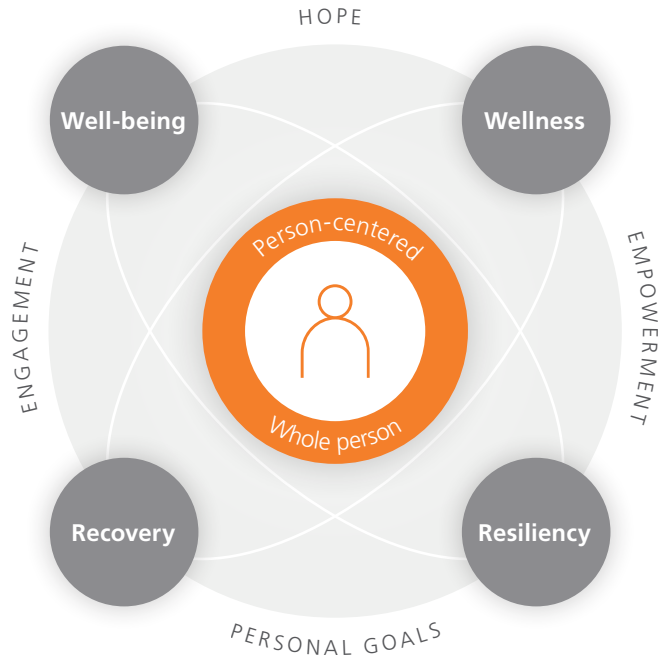 HOPE
Well-being
Wellness
Person-centered
ENGAGEMENT
EMPOWERMENT
Whole person
Recovery
Resiliency
PERSONAL GOALS